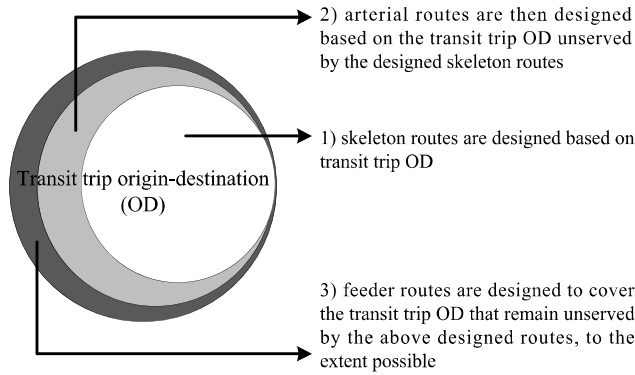 2) arterial routes are then designed
based on the transit trip OD unserved
by the designed skeleton routes
1) skeleton routes are designed based on
transit trip OD
Transit trip origin-destination
(OD)
3) feeder routes are designed to cover
the transit trip OD that remain unserved
by the above designed routes, to the
extent possible